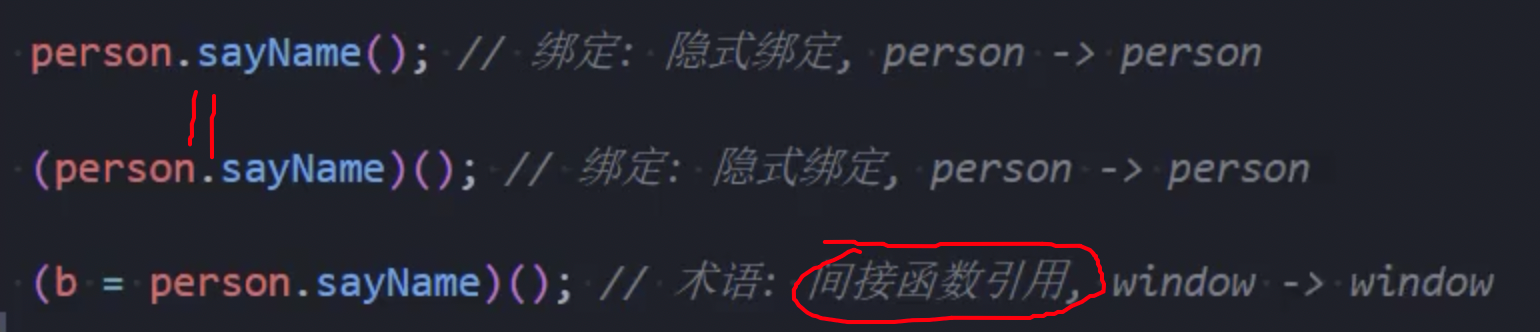 person.sayName(); // 绑定: 隐式绑定, person -> person
(person.sayName)(); // 绑定: 隐式绑定, person -> person
(b = person.sayName)(); // 术语: 间接函数引用, window -> window